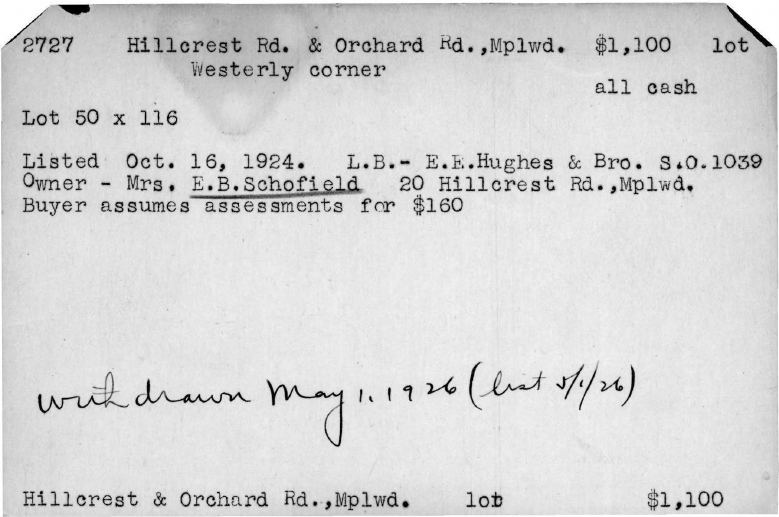 2727 Hillcrest Rd. & Orchard Rd.,Mplwd. $1,100 lot
Westerly corner
all cash
Lot 50 x 116
Listed Oct. 16, 1924. L.B.- E.E.Hughes & Bro. S.O.1039
Owner - Mrs. E.B.Schofield 20 Hillcrest Rd.,Mplwd.
Buyer assumes assessments for $160
withdrawn May 1, 1926 (list 5/1/26)
Hillcrest & Orchard Rd.,Mplwd. lot $1,100